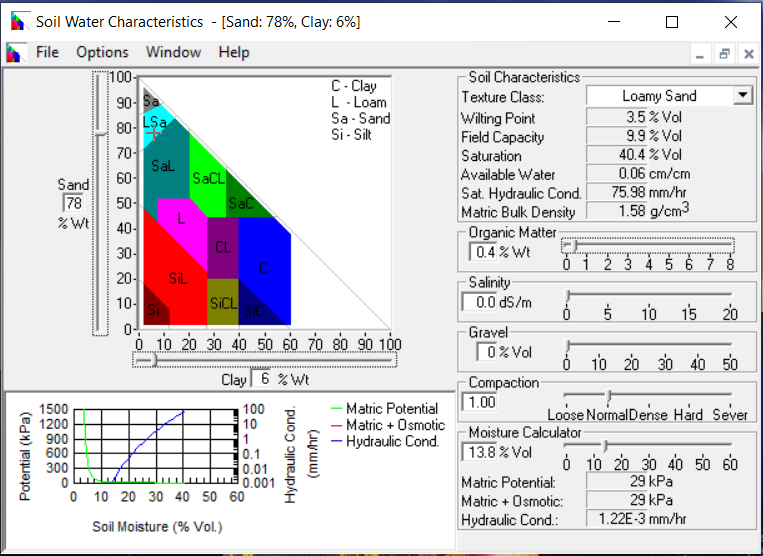 Soil Water Characteristics - [Sand: 78%, Clay: 6%]
File Options Window Help
Sand
78
% Wt
100
90
80
70
60
50
40
30
20
10
0
Sa
LSa
SaL
SaCL
SaC
L
CL
C
SiL
SiCL
SiC
Si
C - Clay
L - Loam
Sa - Sand
Si - Silt
0 10 20 30 40 50 60 70 80 90 100
Clay 6 % Wt
Soil Characteristics
Texture Class: Loamy Sand
Wilting Point 3.5 % Vol
Field Capacity 9.9 % Vol
Saturation 40.4 % Vol
Available Water 0.06 cm/cm
Sat. Hydraulic Cond. 75.98 mm/hr
Matric Bulk Density 1.58 g/cm3
Organic Matter
0.4 % Wt
0 1 2 3 4 5 6 7 8
Salinity
0.0 dS/m
0 5 10 15 20
Gravel
0 % Vol
0 10 20 30 40 50
Compaction
1.00
Loose Normal Dense Hard Sever
Moisture Calculator
13.8 % Vol
0 10 20 30 40 50 60
Matric Potential: 29 kPa
Matric + Osmotic: 29 kPa
Hydraulic Cond.: 1.22E-3 mm/hr
Potential (kPa)
1500
1200
900
600
300
0
0 10 20 30 40 50 60
Soil Moisture (% Vol.)
100
10
1
0.1
0.01
0.001
Hydraulic Cond.
(mm/hr)
Matric Potential
Matric + Osmotic
Hydraulic Cond.